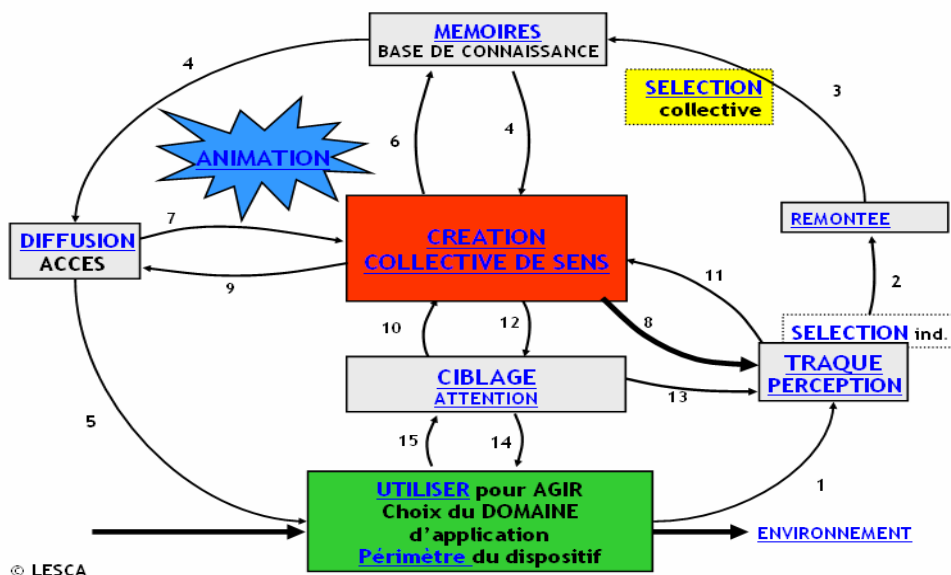 MEMOIRES
BASE DE CONNAISSANCE
4
3
SELECTION
collective
6
4
ANIMATION
7
DIFFUSION
ACCES
9
CREATION
COLLECTIVE DE SENS
REMONTEE
11
2
10
12
8
SELECTION ind.
TRAQUE
PERCEPTION
CIBLAGE
ATTENTION
13
5
15
14
1
UTILISER pour AGIR
Choix du DOMAINE
d'application
Périmètre du dispositif
ENVIRONNEMENT
© LESCA